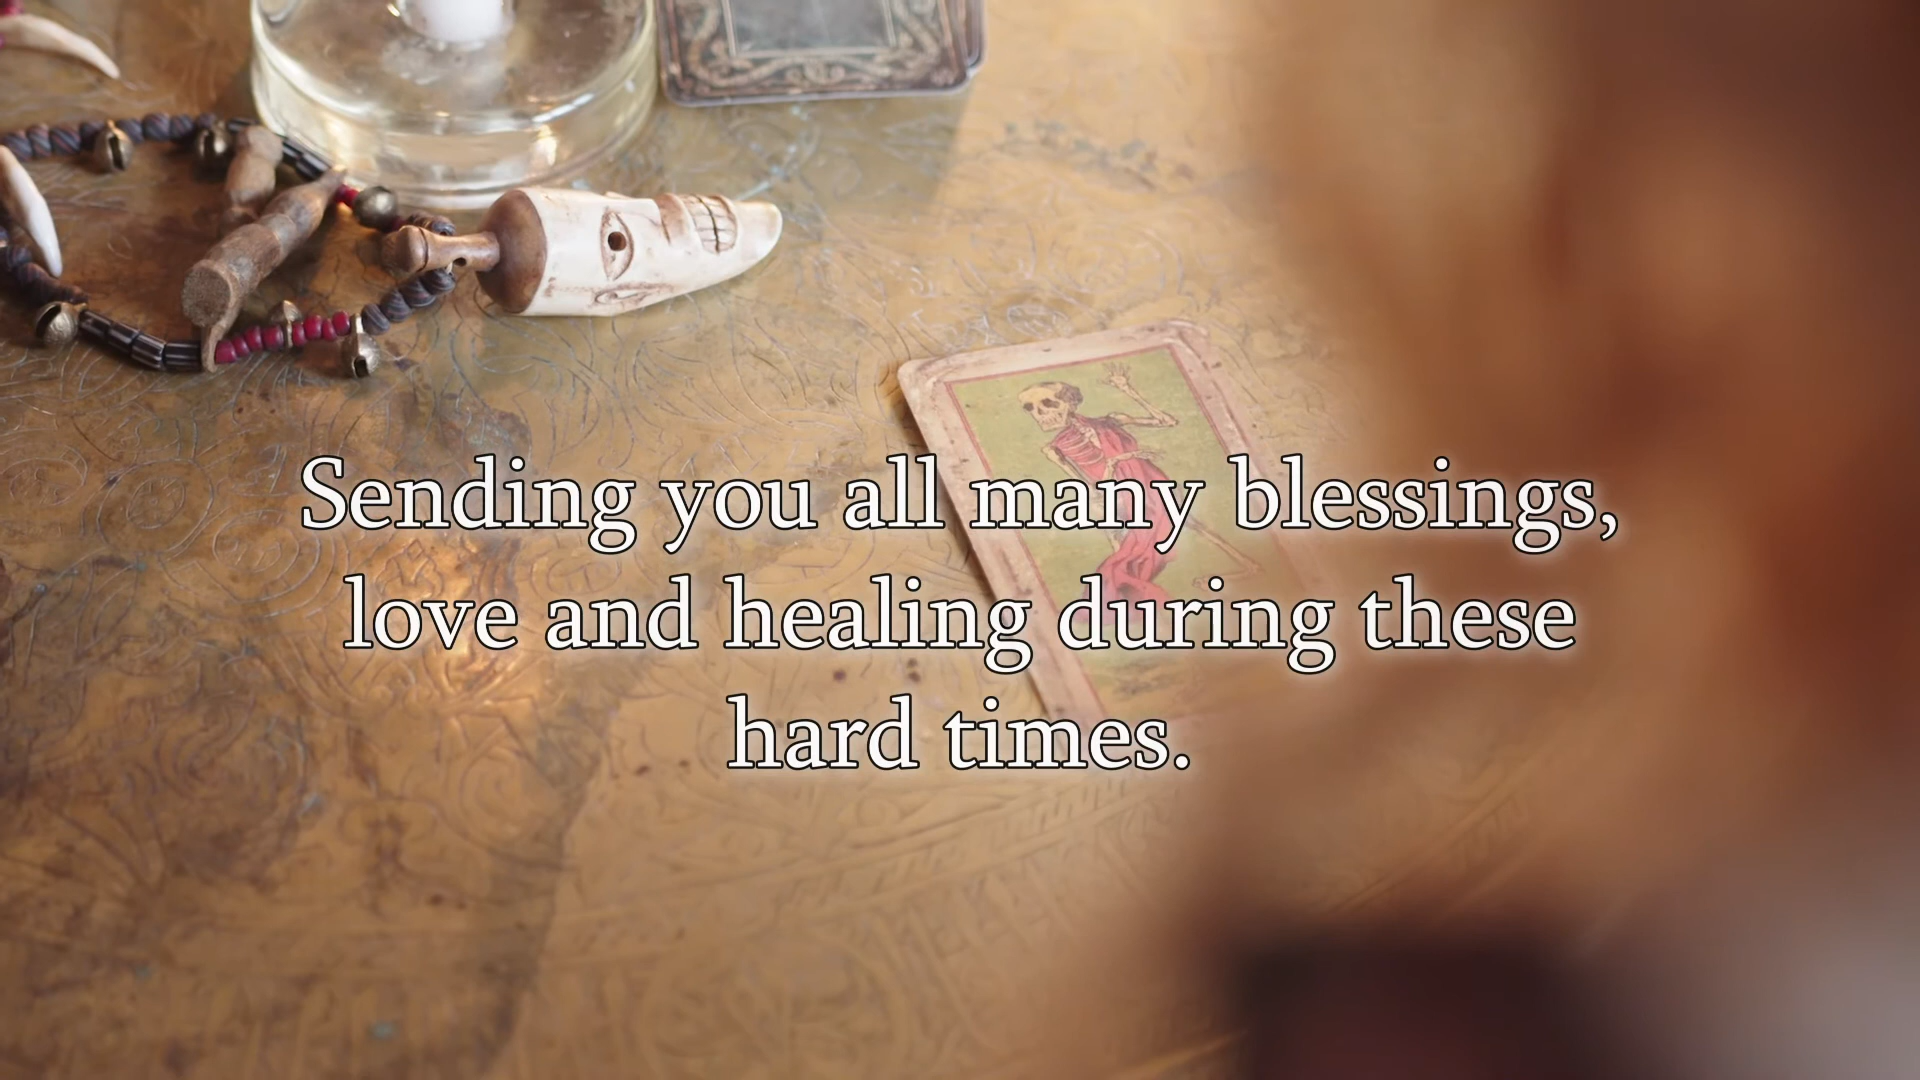 Sending you all many blessings,
love and healing during these
hard times.